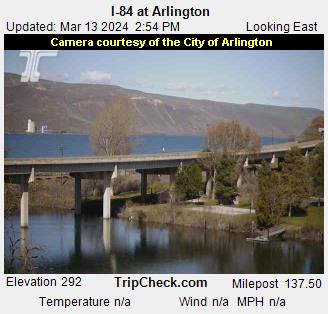 I-84 at Arlington
Updated: Mar 13 2024 2:54 PM Looking East
Camera courtesy of the City of Arlington
Elevation 292 TripCheck.com Milepost 137.50
Temperature n/a Wind n/a MPH n/a